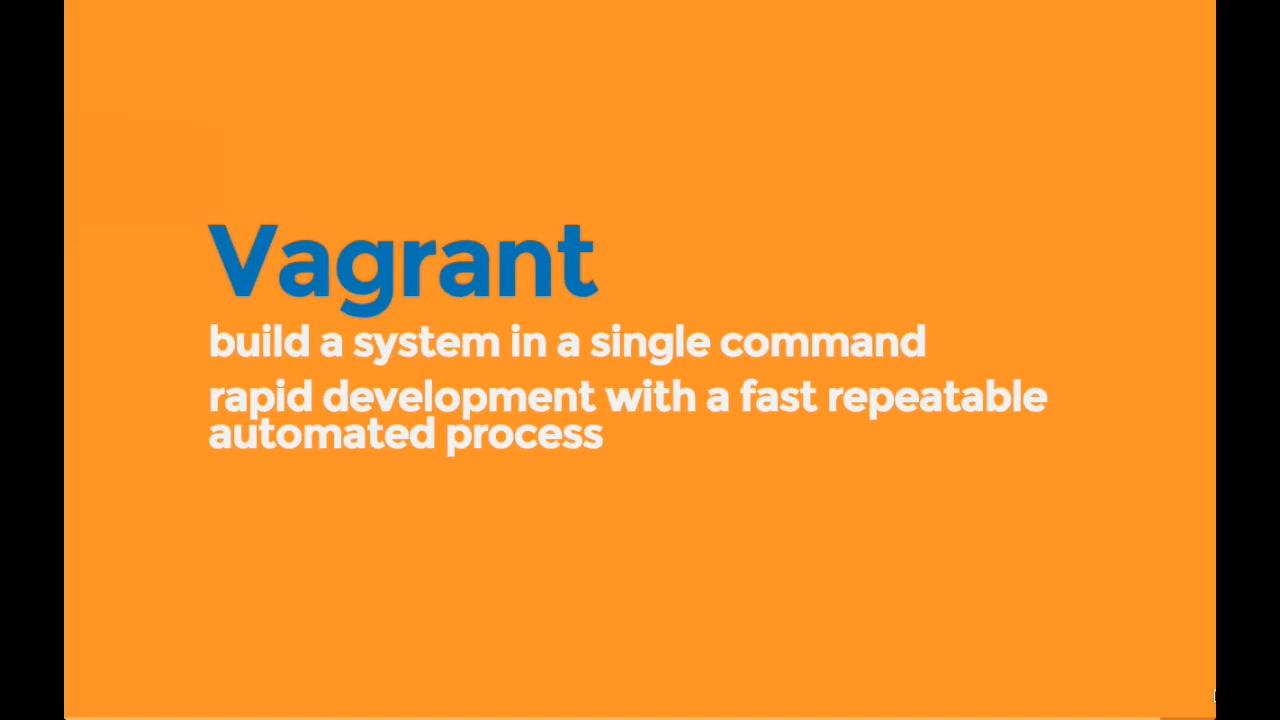 Vagrant
build a system in a single command
rapid development with a fast repeatable
automated process